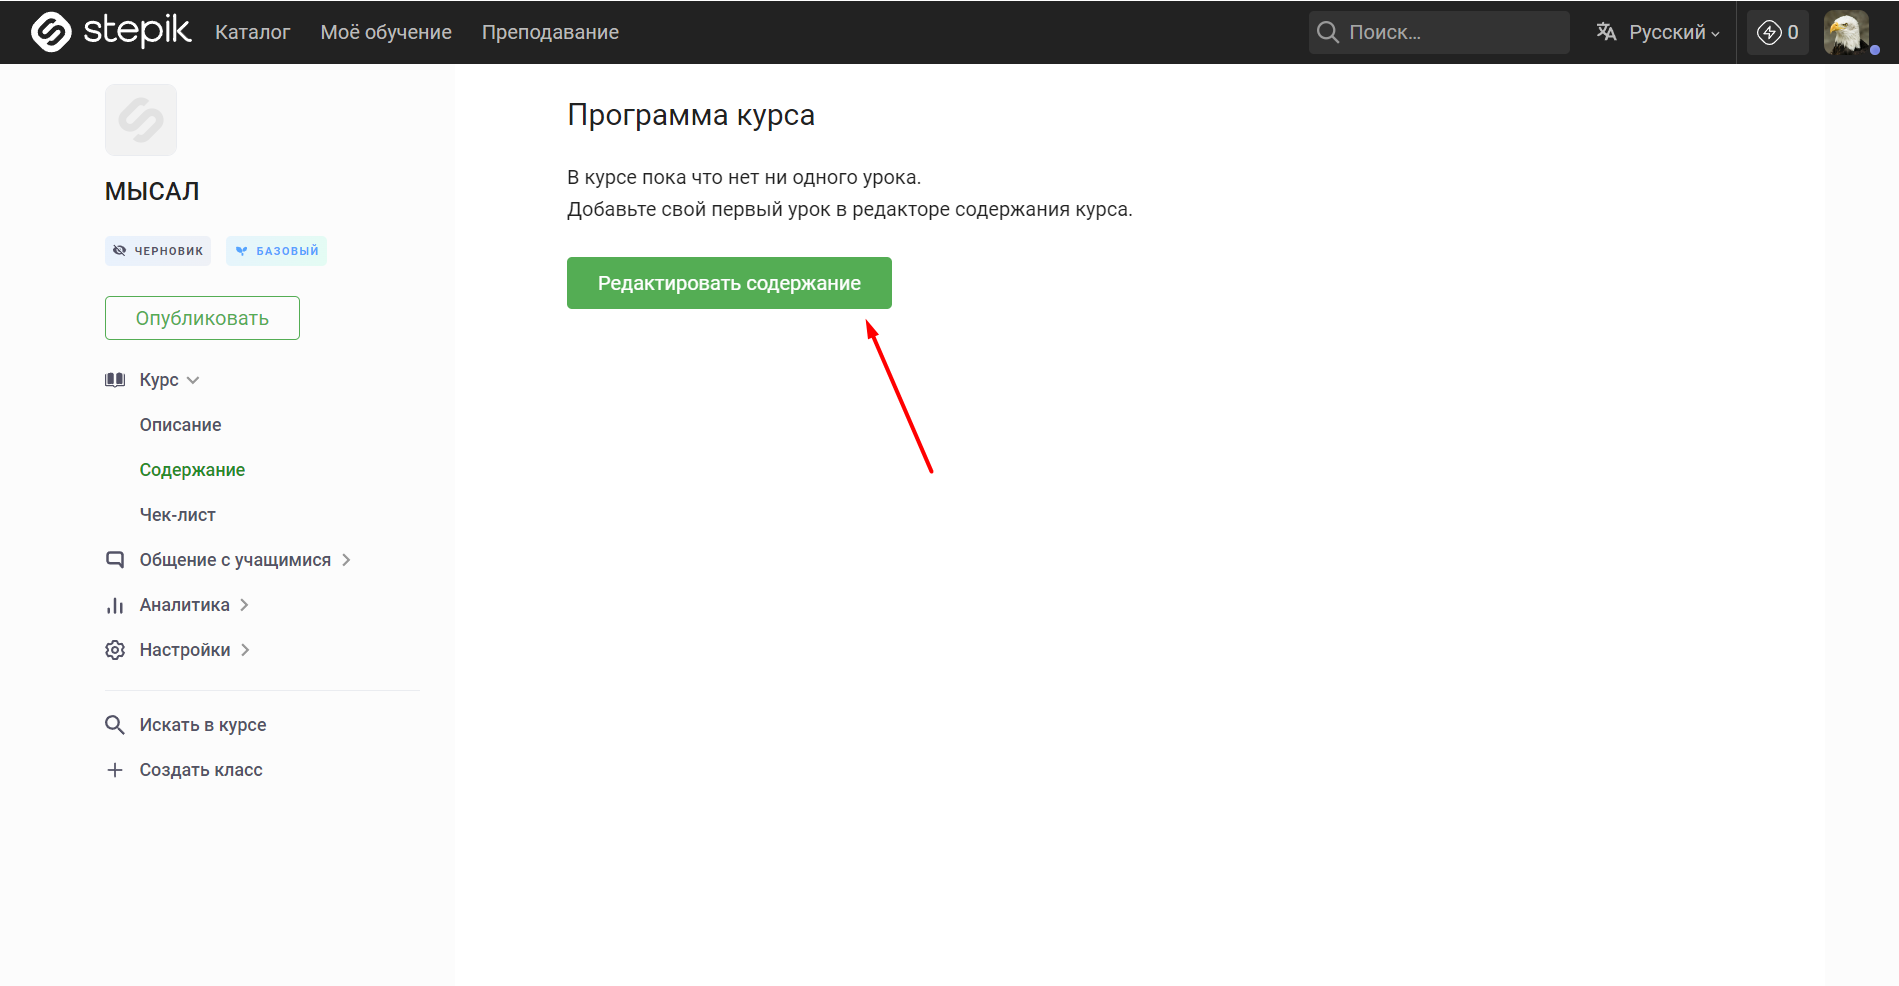 stepik Каталог Моё обучение Преподавание Поиск... Русский 0
МЫСАЛ
ЧЕРНОВИК БАЗОВЫЙ
Опубликовать
Курс
Описание
Содержание
Чек-лист
Общение с учащимися
Аналитика
Настройки
Искать в курсе
Создать класс
Программа курса
В курсе пока что нет ни одного урока.
Добавьте свой первый урок в редакторе содержания курса.
Редактировать содержание